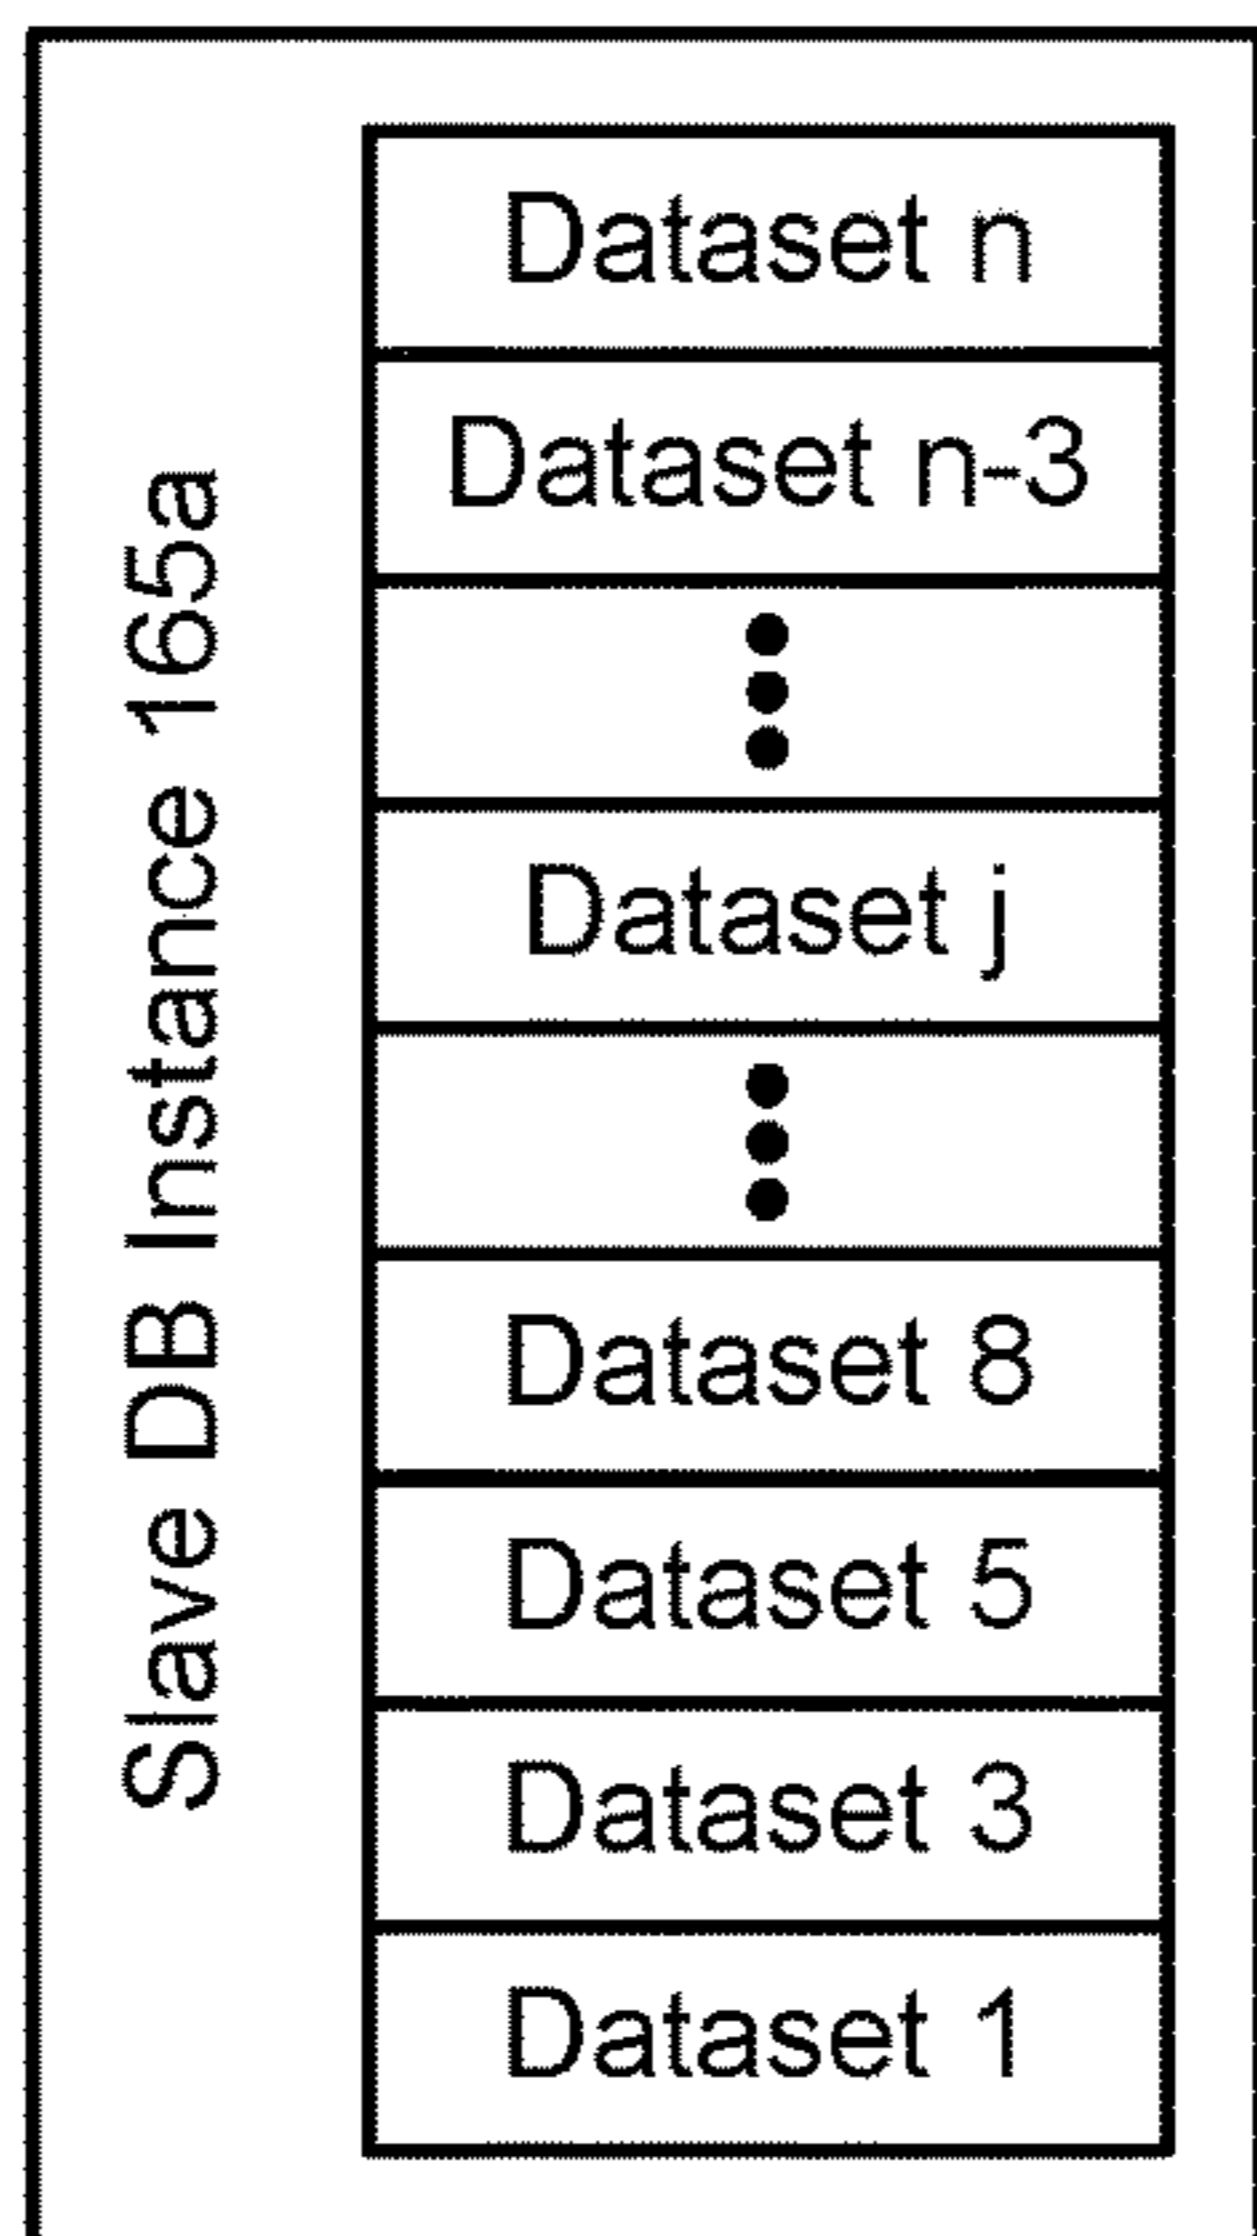 Slave DB Instance 165a
Dataset n
Dataset n-3
Dataset j
Dataset 8
Dataset 5
Dataset 3
Dataset 1